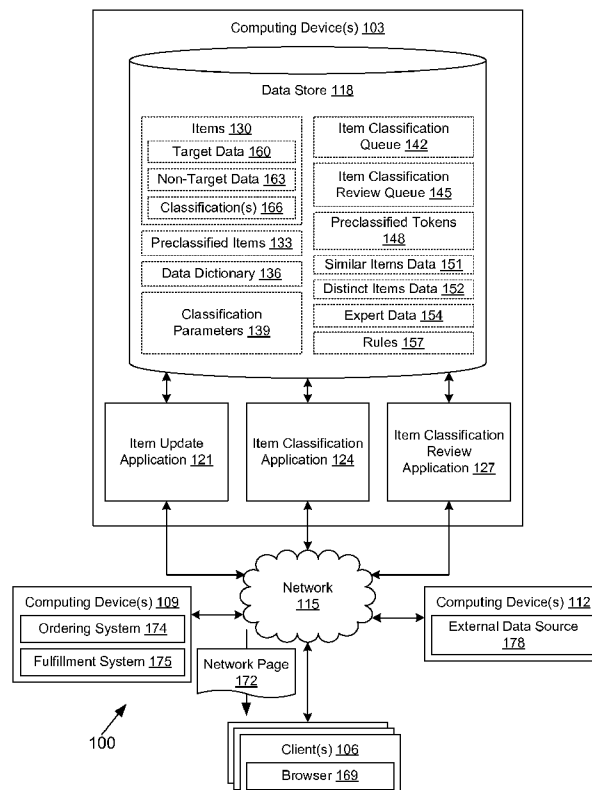 Computing Device(s) 103
Data Store 118
Items 130
Target Data 160
Non-Target Data 163
Classification(s) 166
Preclassified Items 133
Data Dictionary 136
Classification
Parameters 139
Item Classification
Queue 142
Item Classification
Review Queue 145
Preclassified Tokens
148
Similar Items Data 151
Distinct Items Data 152
Expert Data 154
Rules 157
Item Update
Application 121
Item Classification
Application 124
Item Classification
Review
Application 127
Network
115
Computing Device(s) 109
Ordering System 174
Fulfillment System 175
Network Page
172
Computing Device(s) 112
External Data Source
178
100
Client(s) 106
Browser 169